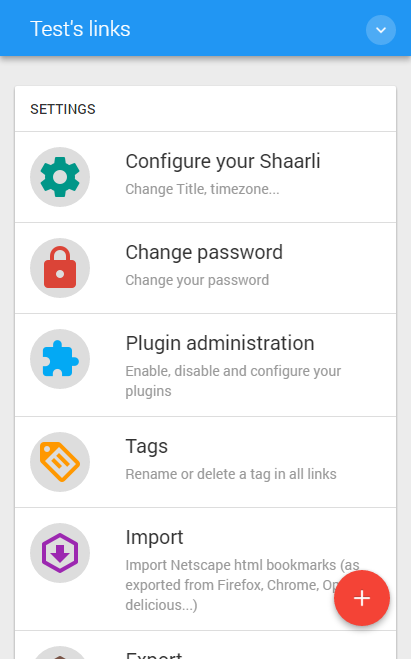 Test's links
SETTINGS
Configure your Shaarli
Change Title, timezone...
Change password
Change your password
Plugin administration
Enable, disable and configure your
plugins
Tags
Rename or delete a tag in all links
Import
Import Netscape html bookmarks (as
exported from Firefox, Chrome,
delicious...)
Export